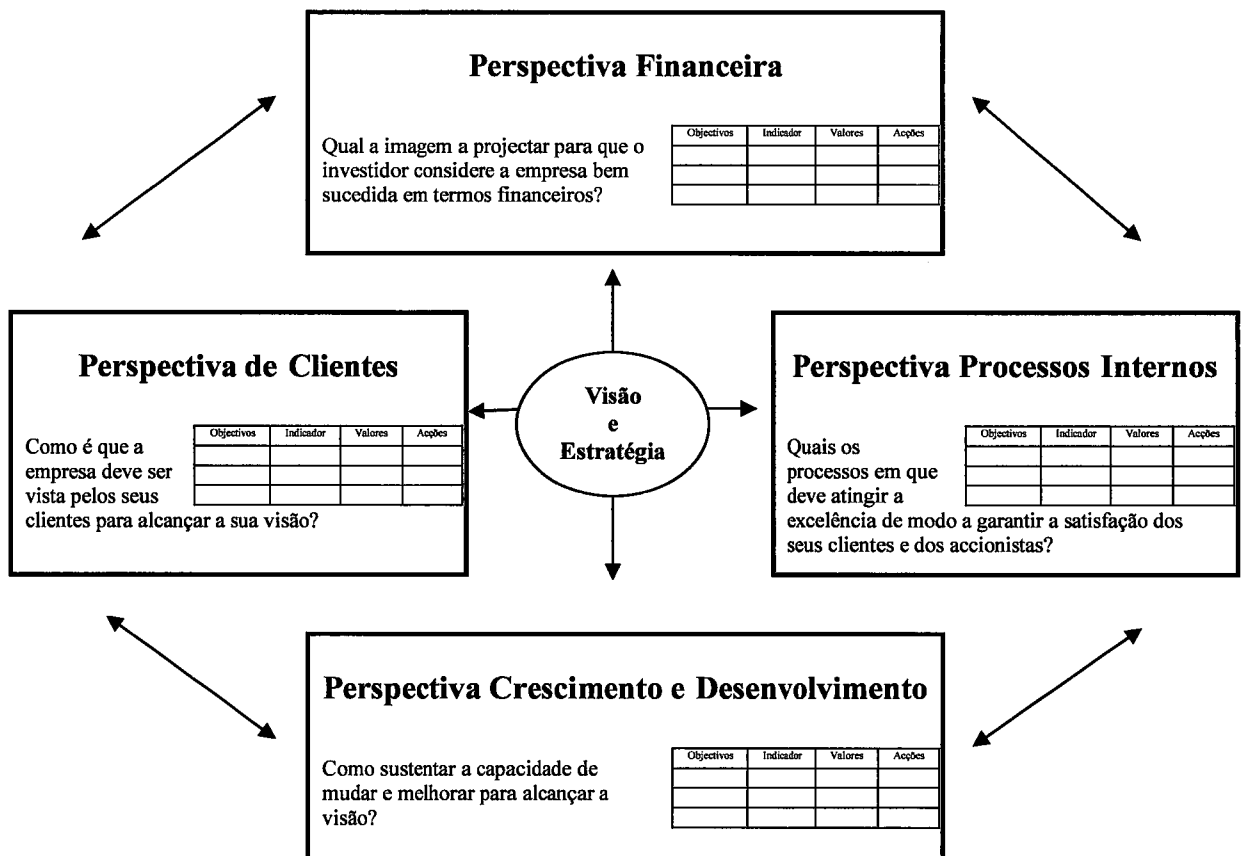 Perspectiva Financeira
Qual a imagem a projectar para que o
investidor considere a empresa bem
sucedida em termos financeiros?
Objectivos Indicador Valores Acções
Perspectiva de Clientes
Objectivos Indicador Valores Acções
Como é que a
empresa deve ser
vista pelos seus
clientes para alcançar a sua visão?
Visão
e
Estratégia
Perspectiva Processos Internos
Objectivos Indicador Valores Acções
Quais os
processos em que
deve atingir a
excelência de modo a garantir a satisfação dos
seus clientes e dos accionistas?
Perspectiva Crescimento e Desenvolvimento
Como sustentar a capacidade de
mudar e melhorar para alcançar a
visão?
Objectivos Indicador Valores Acções